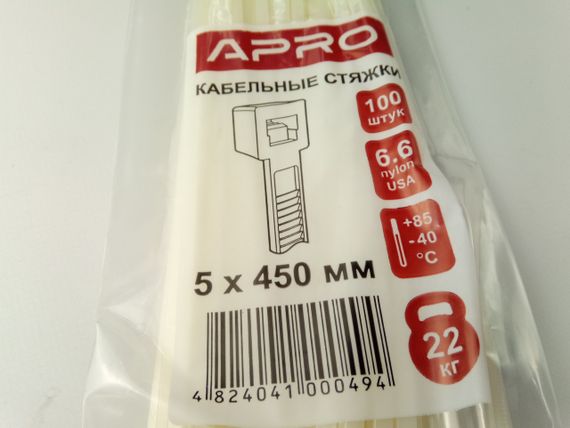 APRO
КАБЕЛЬНЫЕ СТЯЖКИ
100
штук
6.6
nylon
USA
+85
-40
°C
5 x 450 мм
22
КГ
4 824041 000494